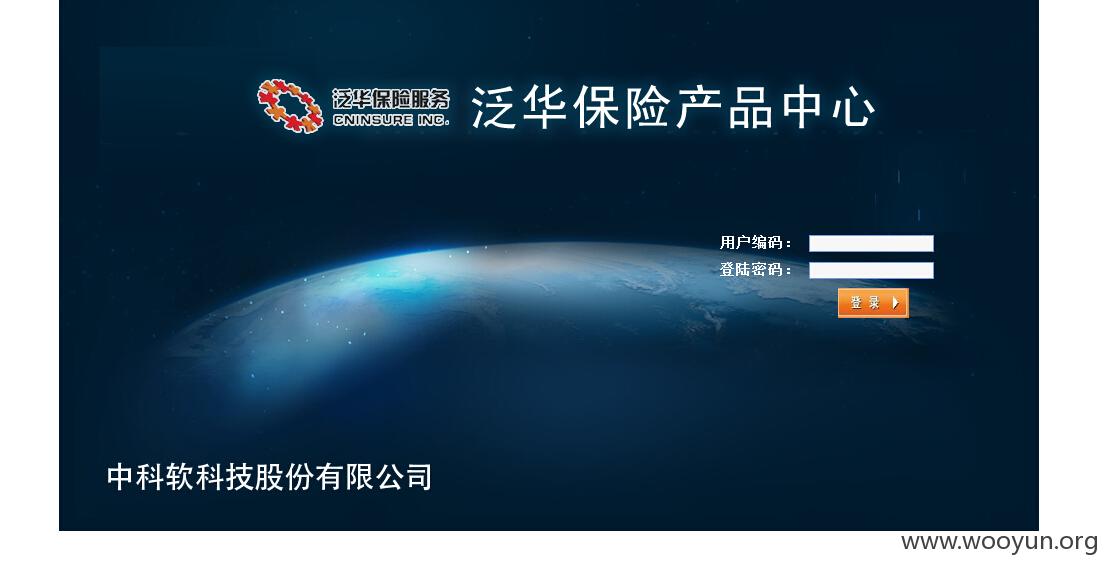 泛华保险服务
CNINSURE INC.
泛华保险产品中心
用户编码：
登陆密码：
登录
中科软科技股份有限公司
www.wooyun.org